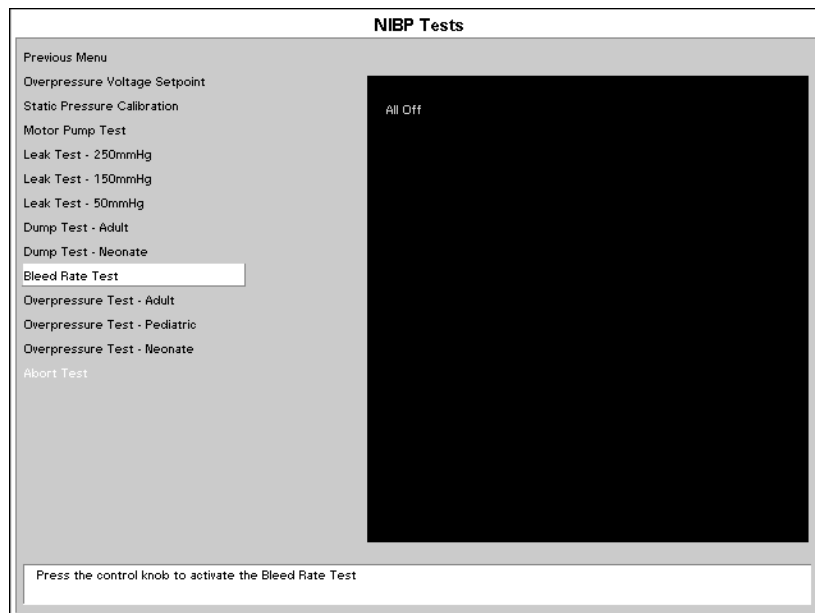 NIBP Tests
Previous Menu
Overpressure Voltage Setpoint
Static Pressure Calibration
Motor Pump Test
Leak Test - 250mmHg
Leak Test - 150mmHg
Leak Test - 50mmHg
Dump Test - Adult
Dump Test - Neonate
Bleed Rate Test
Overpressure Test - Adult
Overpressure Test - Pediatric
Overpressure Test - Neonate
Abort Test
All Off
Press the control knob to activate the Bleed Rate Test